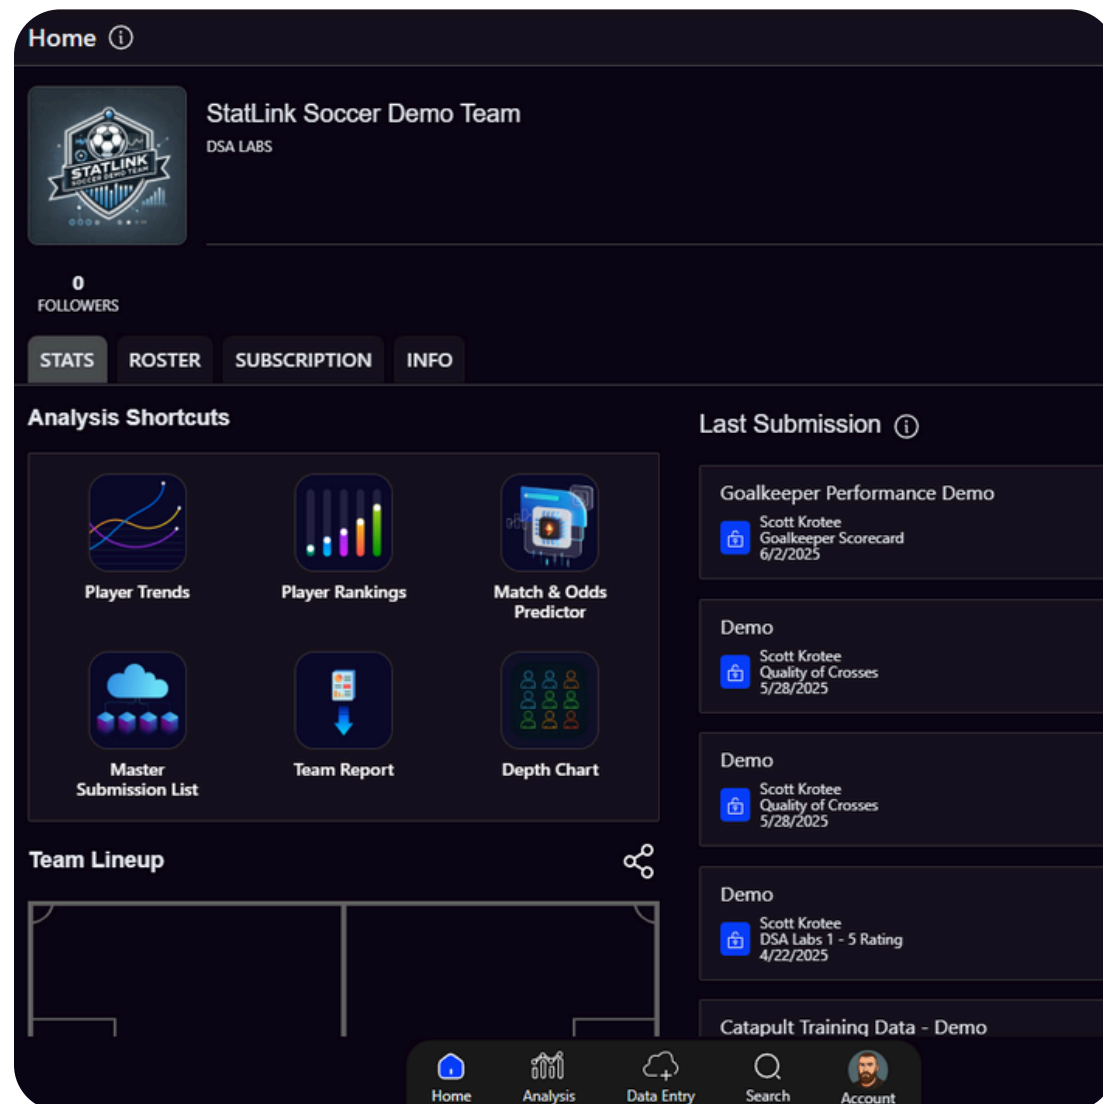 Home
StatLink Soccer Demo Team
DSA LABS
STATLINK
SOCCER DEMO TEAM
0
FOLLOWERS
STATS
ROSTER
SUBSCRIPTION
INFO
Analysis Shortcuts
Player Trends
Player Rankings
Match & Odds
Predictor
Master
Submission List
Team Report
Depth Chart
Team Lineup
Last Submission
Goalkeeper Performance Demo
Scott Krotee
Goalkeeper Scorecard
6/2/2025
Demo
Scott Krotee
Quality of Crosses
5/28/2025
Demo
Scott Krotee
Quality of Crosses
5/28/2025
Demo
Scott Krotee
DSA Labs 1 - 5 Rating
4/22/2025
Catapult Training Data - Demo
Home
Analysis
Data Entry
Search
Account